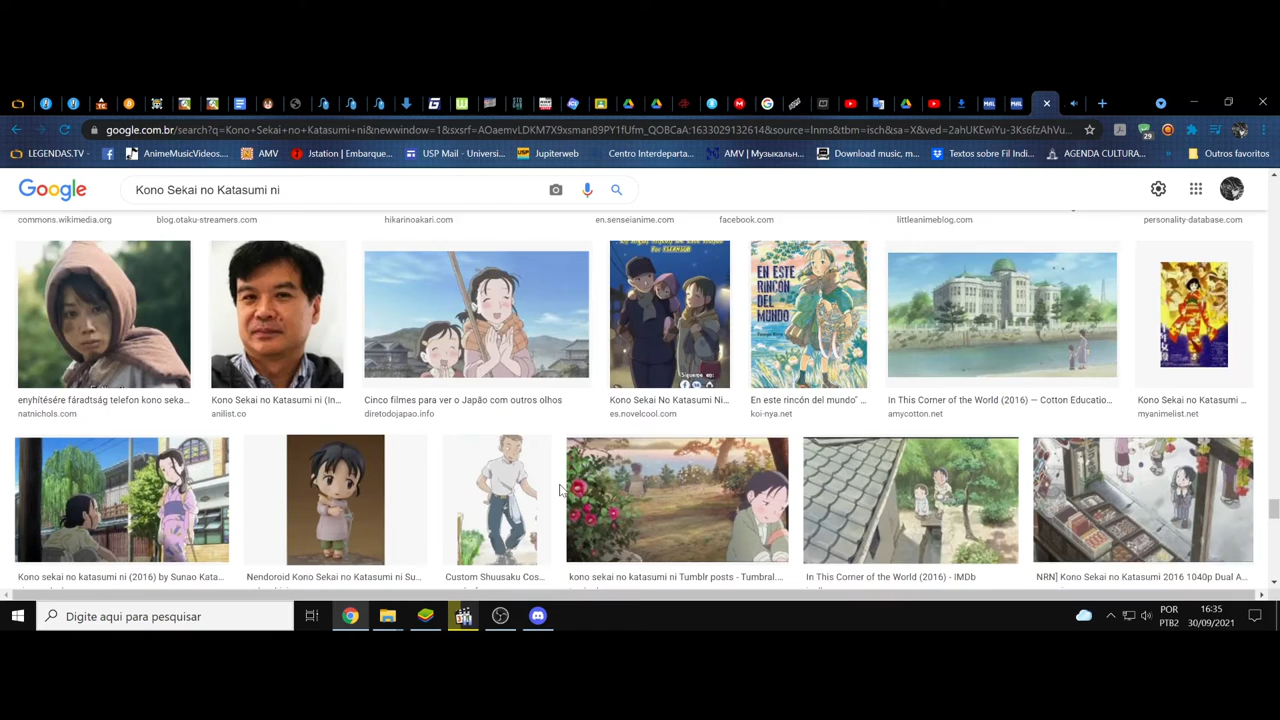 google.com.br/search?q=Kono+Sekai+no+Katasumi+ni&newwindow=1&sxsrf=AOaemvLDKM7X9xsman89PY1fUfm_QOBCaA:1633029132614&source=lnms&tbm=isch&sa=X&ved=2ahUKEwiYu-3Ks6fzAhVu...
LEGENDAS.TV - AnimeMusicVideos... AMV Jstation | Embarque... USP Mail - Universi... Jupiterweb Centro Interdeparta... AMV | Музыкальн... Download music, m... Textos sobre Fil Indi... AGENDA CULTURA... » Outros favoritos
Google Kono Sekai no Katasumi ni
commons.wikimedia.org blog.otaku-streamers.com hikarinoakari.com en.senseianime.com facebook.com littleanimeblog.com personality-database.com
EN ESTE
RINCÓN
DEL
MUNDO
Sígueme en:
enyhítésére fáradtság telefon kono seka... Kono Sekai no Katasumi ni (In... Cinco filmes para ver o Japão com outros olhos Kono Sekai No Katasumi Ni... En este rincón del mundo" ... In This Corner of the World (2016) — Cotton Educatio... Kono Sekai no Katasumi ...
natnichols.com anilist.co diretodojapao.info es.novelcool.com koi-nya.net amycotton.net myanimelist.net
Kono sekai no katasumi ni (2016) by Sunao Kata... Nendoroid Kono Sekai no Katasumi ni Su... Custom Shuusaku Cos... kono sekai no katasumi ni Tumblr posts - Tumbral.... In This Corner of the World (2016) - IMDb NRN] Kono Sekai no Katasumi 2016 1040p Dual A...
Digite aqui para pesquisar
POR
PTB2
16:35
30/09/2021